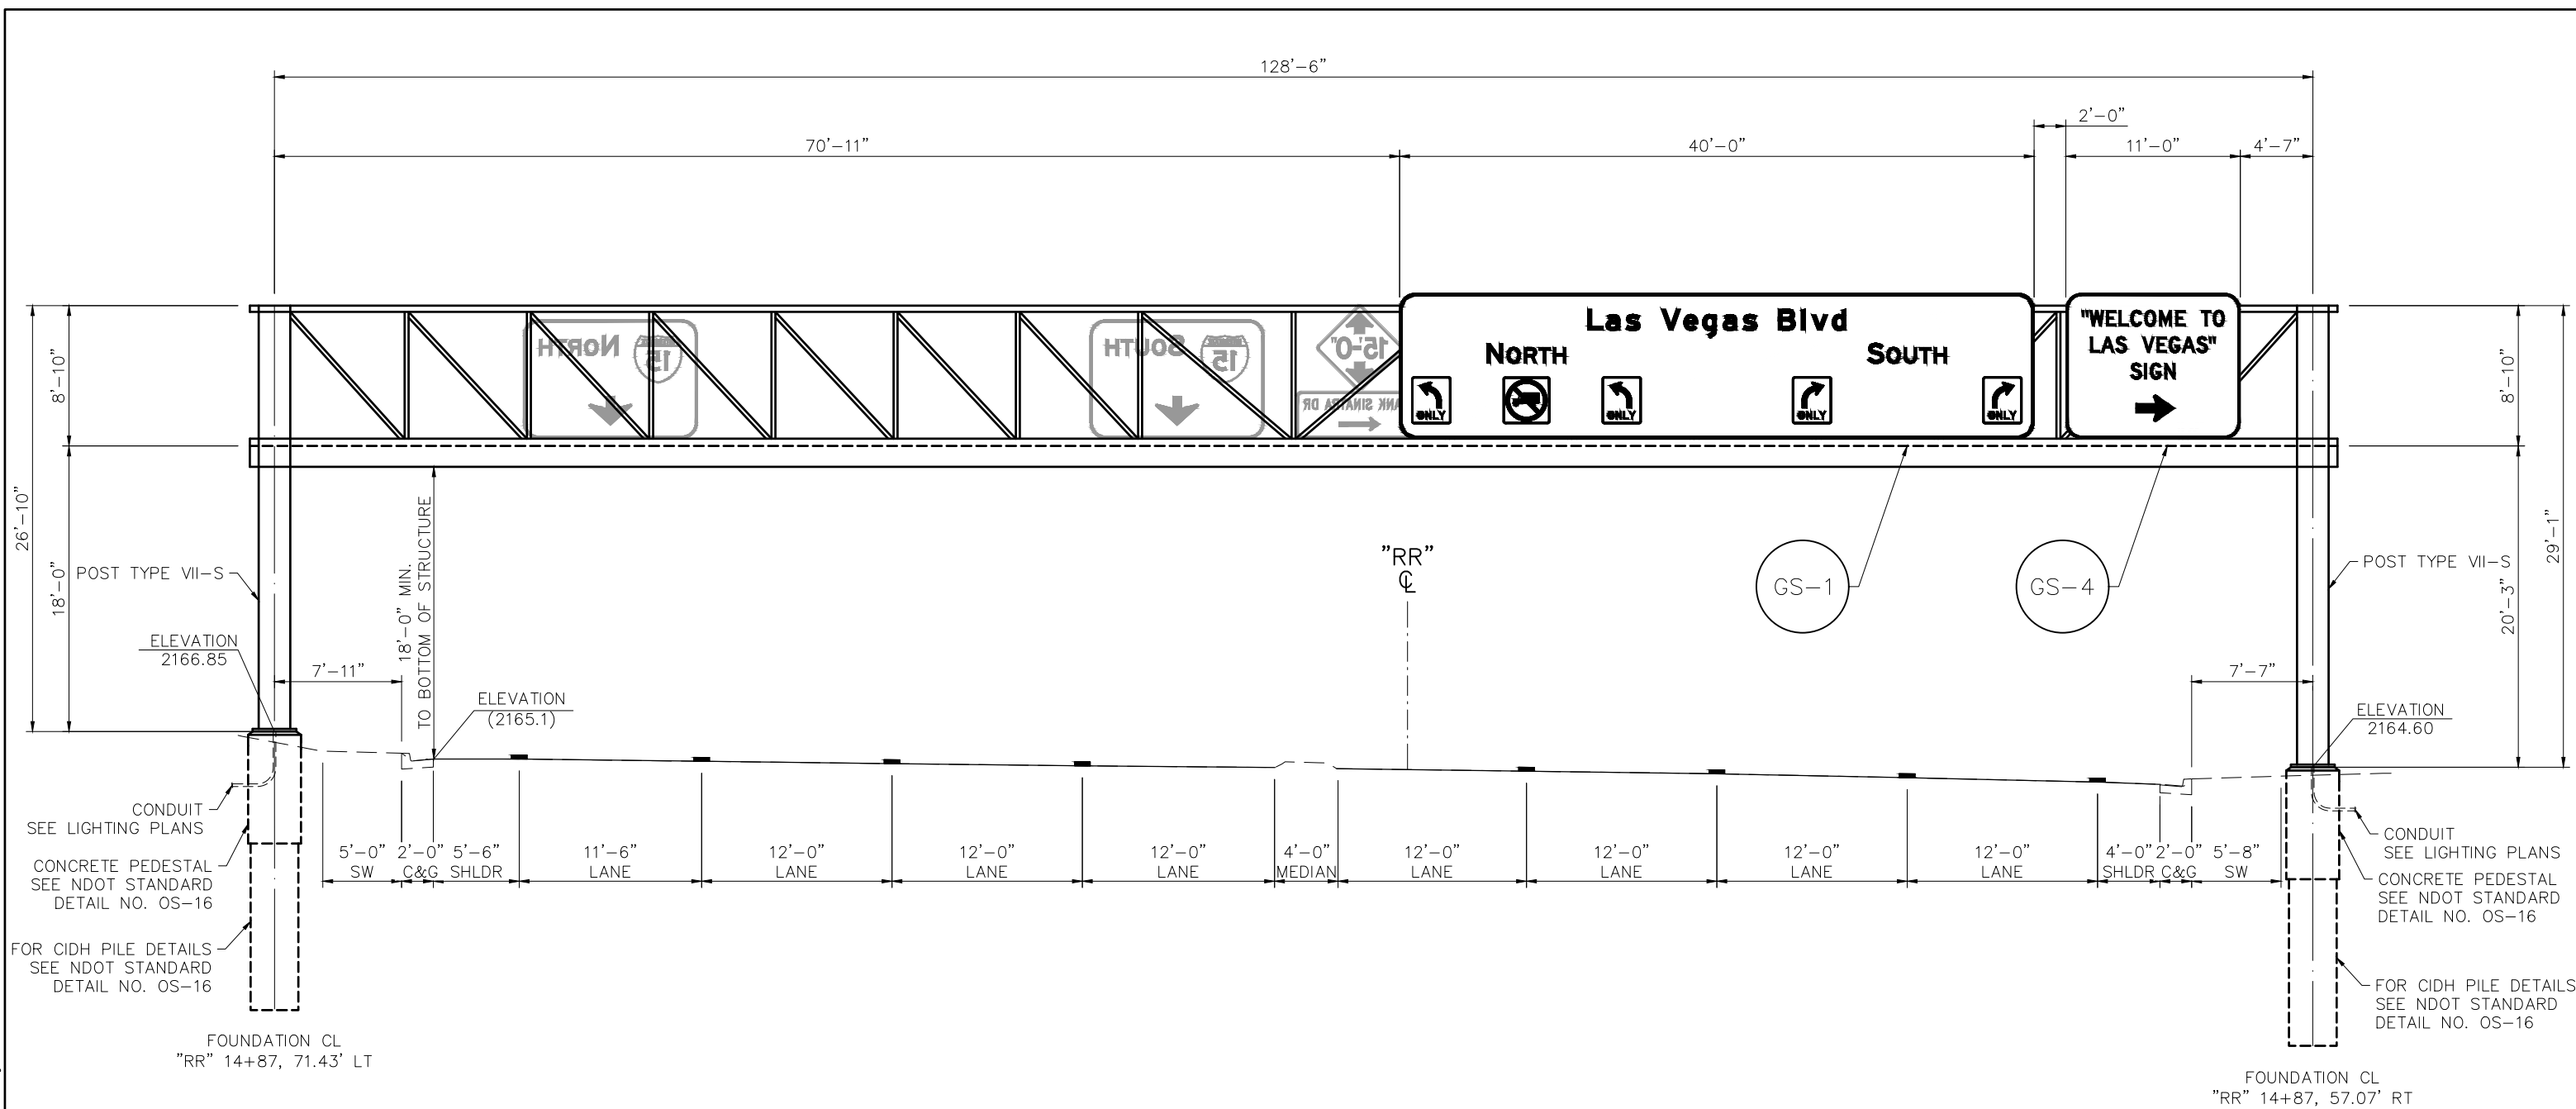 128'-6"
2'-0"
70'-11"
40'-0"
11'-0"
4'-7"
NORTH
INTERSTATE
15
SOUTH
INTERSTATE
15
15'-0"
ANK SINATRA DR
Las Vegas Blvd
NORTH
SOUTH
ONLY
ONLY
ONLY
ONLY
"WELCOME TO
LAS VEGAS"
SIGN
8'-10"
26'-10"
18'-0"
8'-10"
29'-1"
20'-3"
18'-0" MIN.
TO BOTTOM OF STRUCTURE
"RR"
℄
GS-1
GS-4
POST TYPE VII-S
POST TYPE VII-S
ELEVATION
2166.85
7'-11"
ELEVATION
(2165.1)
7'-7"
ELEVATION
2164.60
CONDUIT
SEE LIGHTING PLANS
CONCRETE PEDESTAL
SEE NDOT STANDARD
DETAIL NO. OS-16
FOR CIDH PILE DETAILS
SEE NDOT STANDARD
DETAIL NO. OS-16
5'-0" 2'-0" 5'-6" 11'-6" 12'-0" 12'-0" 12'-0" 4'-0" 12'-0" 12'-0" 12'-0" 12'-0" 4'-0" 2'-0" 5'-8"
SW C&G SHLDR LANE LANE LANE LANE MEDIAN LANE LANE LANE LANE SHLDR C&G SW
CONDUIT
SEE LIGHTING PLANS
CONCRETE PEDESTAL
SEE NDOT STANDARD
DETAIL NO. OS-16
FOR CIDH PILE DETAILS
SEE NDOT STANDARD
DETAIL NO. OS-16
FOUNDATION CL
"RR" 14+87, 71.43' LT
FOUNDATION CL
"RR" 14+87, 57.07' RT